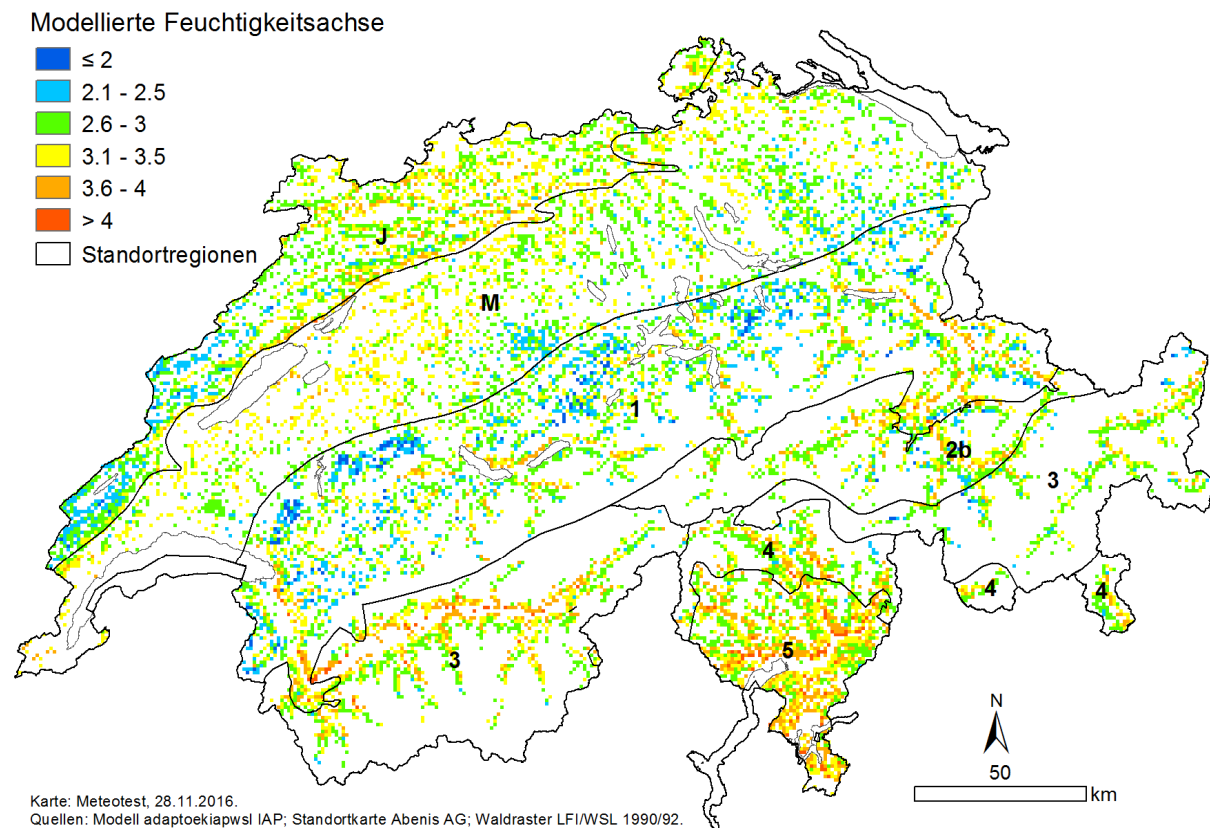 Modellierte Feuchtigkeitsachse
≤ 2
2.1 - 2.5
2.6 - 3
3.1 - 3.5
3.6 - 4
> 4
Standortregionen
J
M
1
2b
3
4
4
4
5
3
N
50
km
Karte: Meteotest, 28.11.2016.
Quellen: Modell adaptoekiapwsl IAP; Standortkarte Abenis AG; Waldraster LFI/WSL 1990/92.